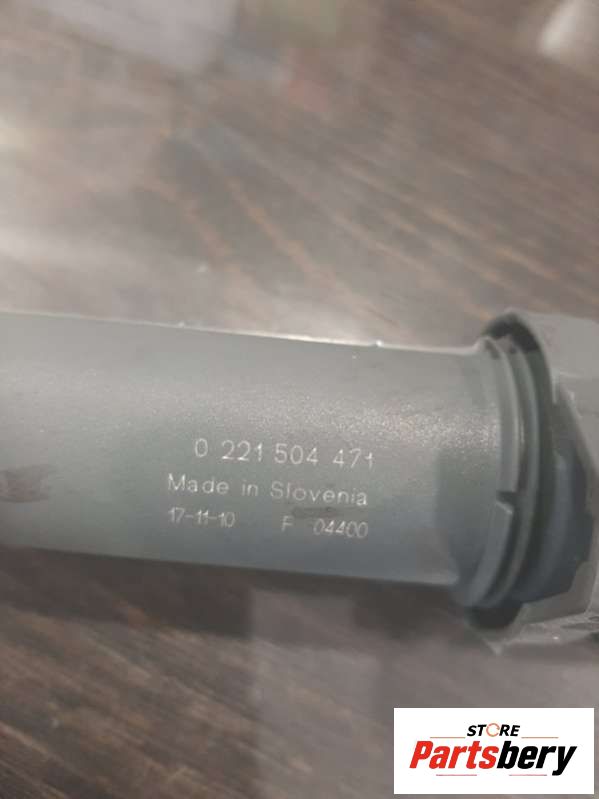 0 221 504 471
Made in Slovenia
17-11-10 F 04400
STORE
Partsbery